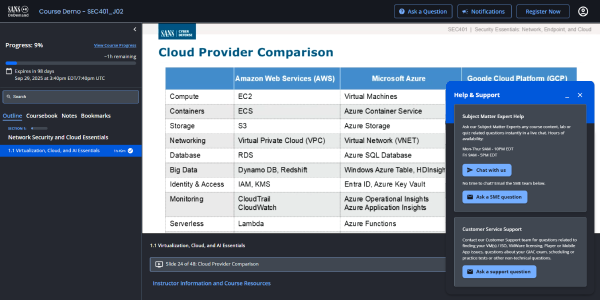 SANS
OnDemand
Course Demo - SEC401_J02
Ask a Question
Notifications
Register Now
Progress: 9%
View Course Progress
~1h remaining
Expires in 98 days
Sep 29, 2025 at 3:40pm EDT/7:40pm UTC
Search
Outline Coursebook Notes Bookmarks
SECTION 1
Network Security and Cloud Essentials
1.1 Virtualization, Cloud, and AI Essentials
SANS CYBER DEFENSE
SEC401 | Security Essentials, Network, Endpoint, and Cloud
Cloud Provider Comparison
Amazon Web Services (AWS) Microsoft Azure Google Cloud Platform (GCP)
Compute EC2 Virtual Machines
Containers ECS Azure Container Service
Storage S3 Azure Storage
Networking Virtual Private Cloud (VPC) Virtual Network (VNET)
Database RDS Azure SQL Database
Big Data Dynamo DB, Redshift Windows Azure Table, HDInsigh
Identity & Access IAM, KMS Entra ID, Azure Key Vault
Monitoring CloudTrail Azure Operational Insights
CloudWatch Azure Application Insights
Serverless Lambda Azure Functions
1.1 Virtualization, Cloud, and AI Essentials
Slide 24 of 48: Cloud Provider Comparison
Instructor Information and Course Resources
Help & Support
Subject Matter Expert Help
Ask our Subject Matter Experts any course content, lab or
quiz related questions instantly in a live chat. Hours of
availability:
Mon-Thur 9AM - 10PM EDT
Fri 9AM - 5PM EDT
Chat with us
No time to chat? Email the SME team below.
Ask a SME question
Customer Service Support
Contact our Customer Support team for questions related to
finding your VM(s) / ISO, VMWare licensing, Player or Mobile
App issues, questions about your GIAC exam, scheduling or
practice tests or other non-technical questions.
Ask a support question